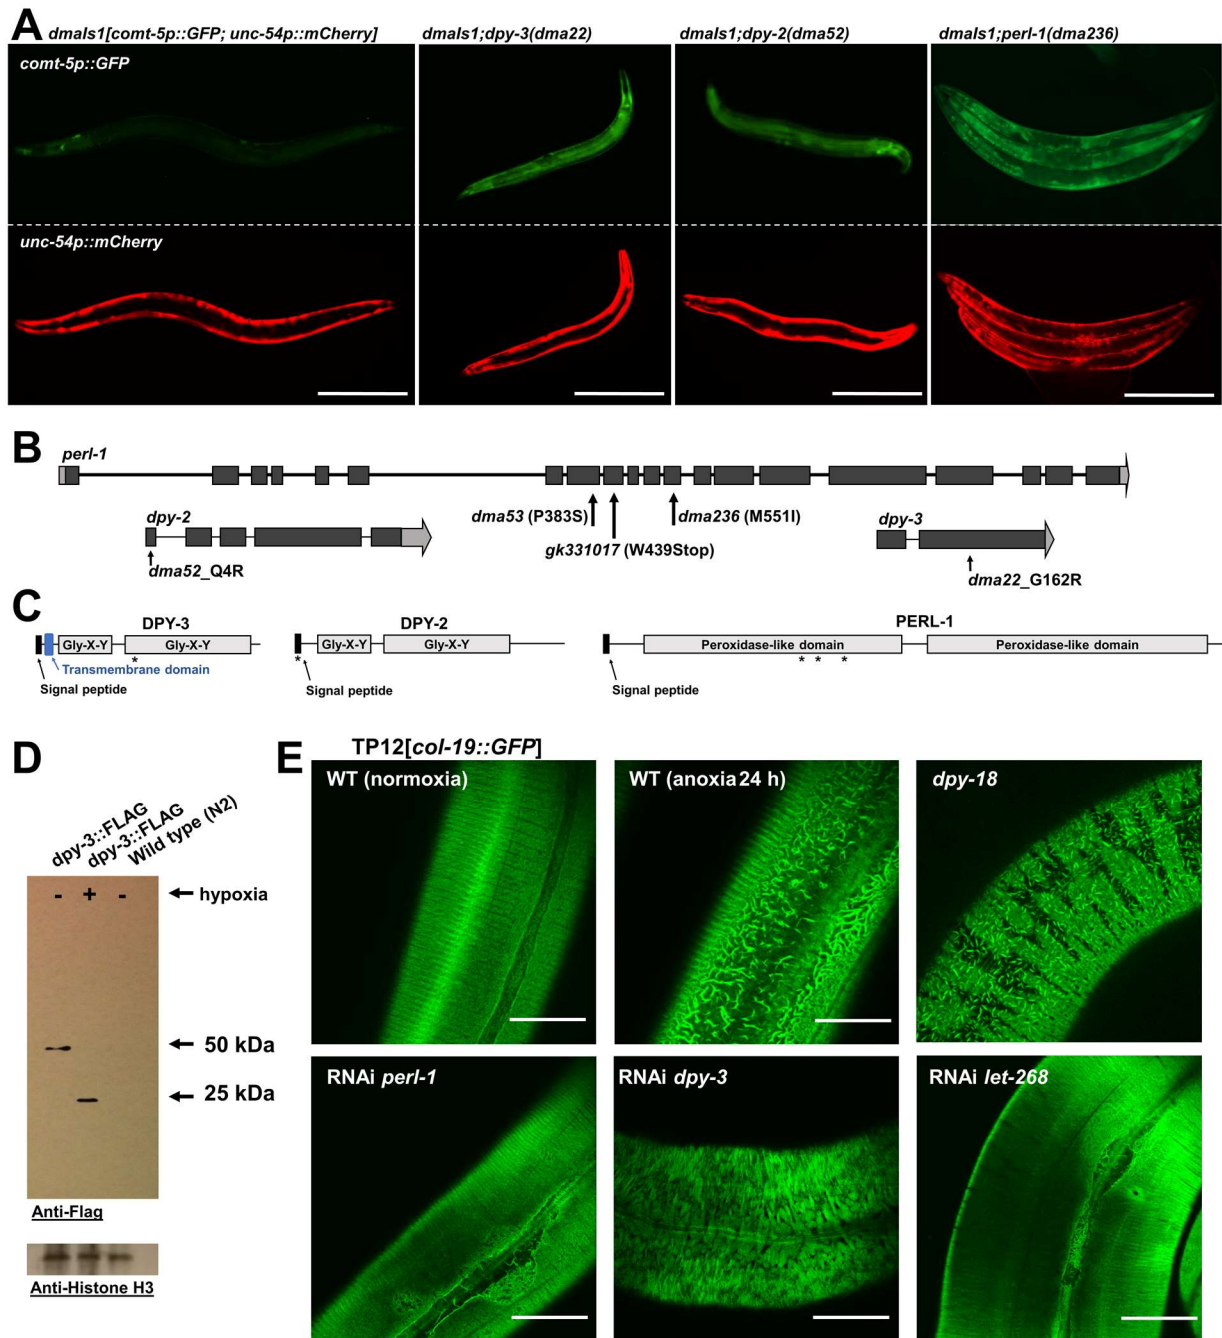 A
dmaIs1[comt-5p::GFP; unc-54p::mCherry]
dmaIs1;dpy-3(dma22)
dmaIs1;dpy-2(dma52)
dmaIs1;perl-1(dma236)
comt-5p::GFP
unc-54p::mCherry
B
perl-1
dma53 (P383S)
dma236 (M551I)
gk331017 (W439Stop)
dpy-2
dma52_Q4R
dpy-3
dma22_G162R
C
DPY-3
Gly-X-Y
Gly-X-Y
*
Transmembrane domain
Signal peptide
DPY-2
Gly-X-Y
Gly-X-Y
*
Signal peptide
PERL-1
Peroxidase-like domain
Peroxidase-like domain
* * *
Signal peptide
D
dpy-3::FLAG
dpy-3::FLAG
Wild type (N2)
- + -
hypoxia
50 kDa
25 kDa
Anti-Flag
Anti-Histone H3
E
TP12[col-19::GFP]
WT (normoxia)
WT (anoxia 24 h)
dpy-18
RNAi perl-1
RNAi dpy-3
RNAi let-268